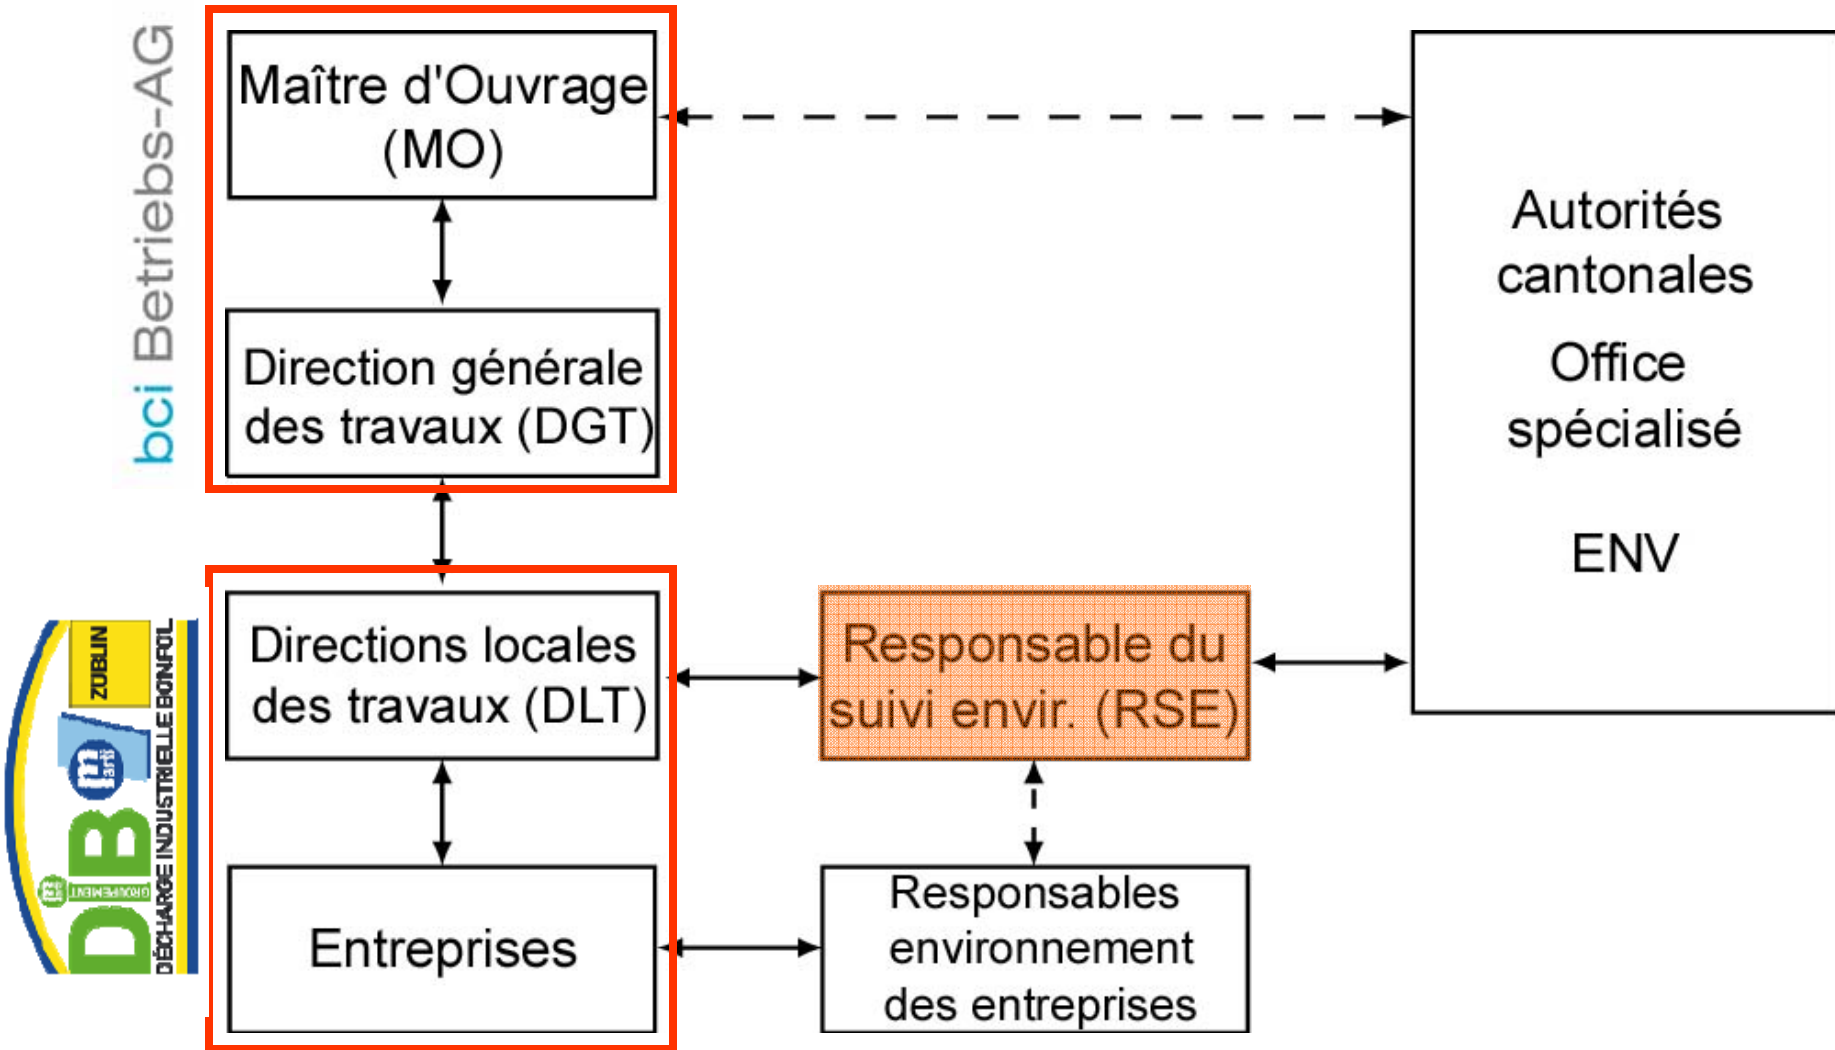 bci Betriebs-AG
Maître d'Ouvrage
(MO)
Direction générale
des travaux (DGT)
Autorités
cantonales
Office
spécialisé
ENV
ZÜBLIN
marti
DiB
GROUPEMENT
DÉCHARGE INDUSTRIELLE BONFOL
Directions locales
des travaux (DLT)
Responsable du
suivi envir. (RSE)
Entreprises
Responsables
environnement
des entreprises